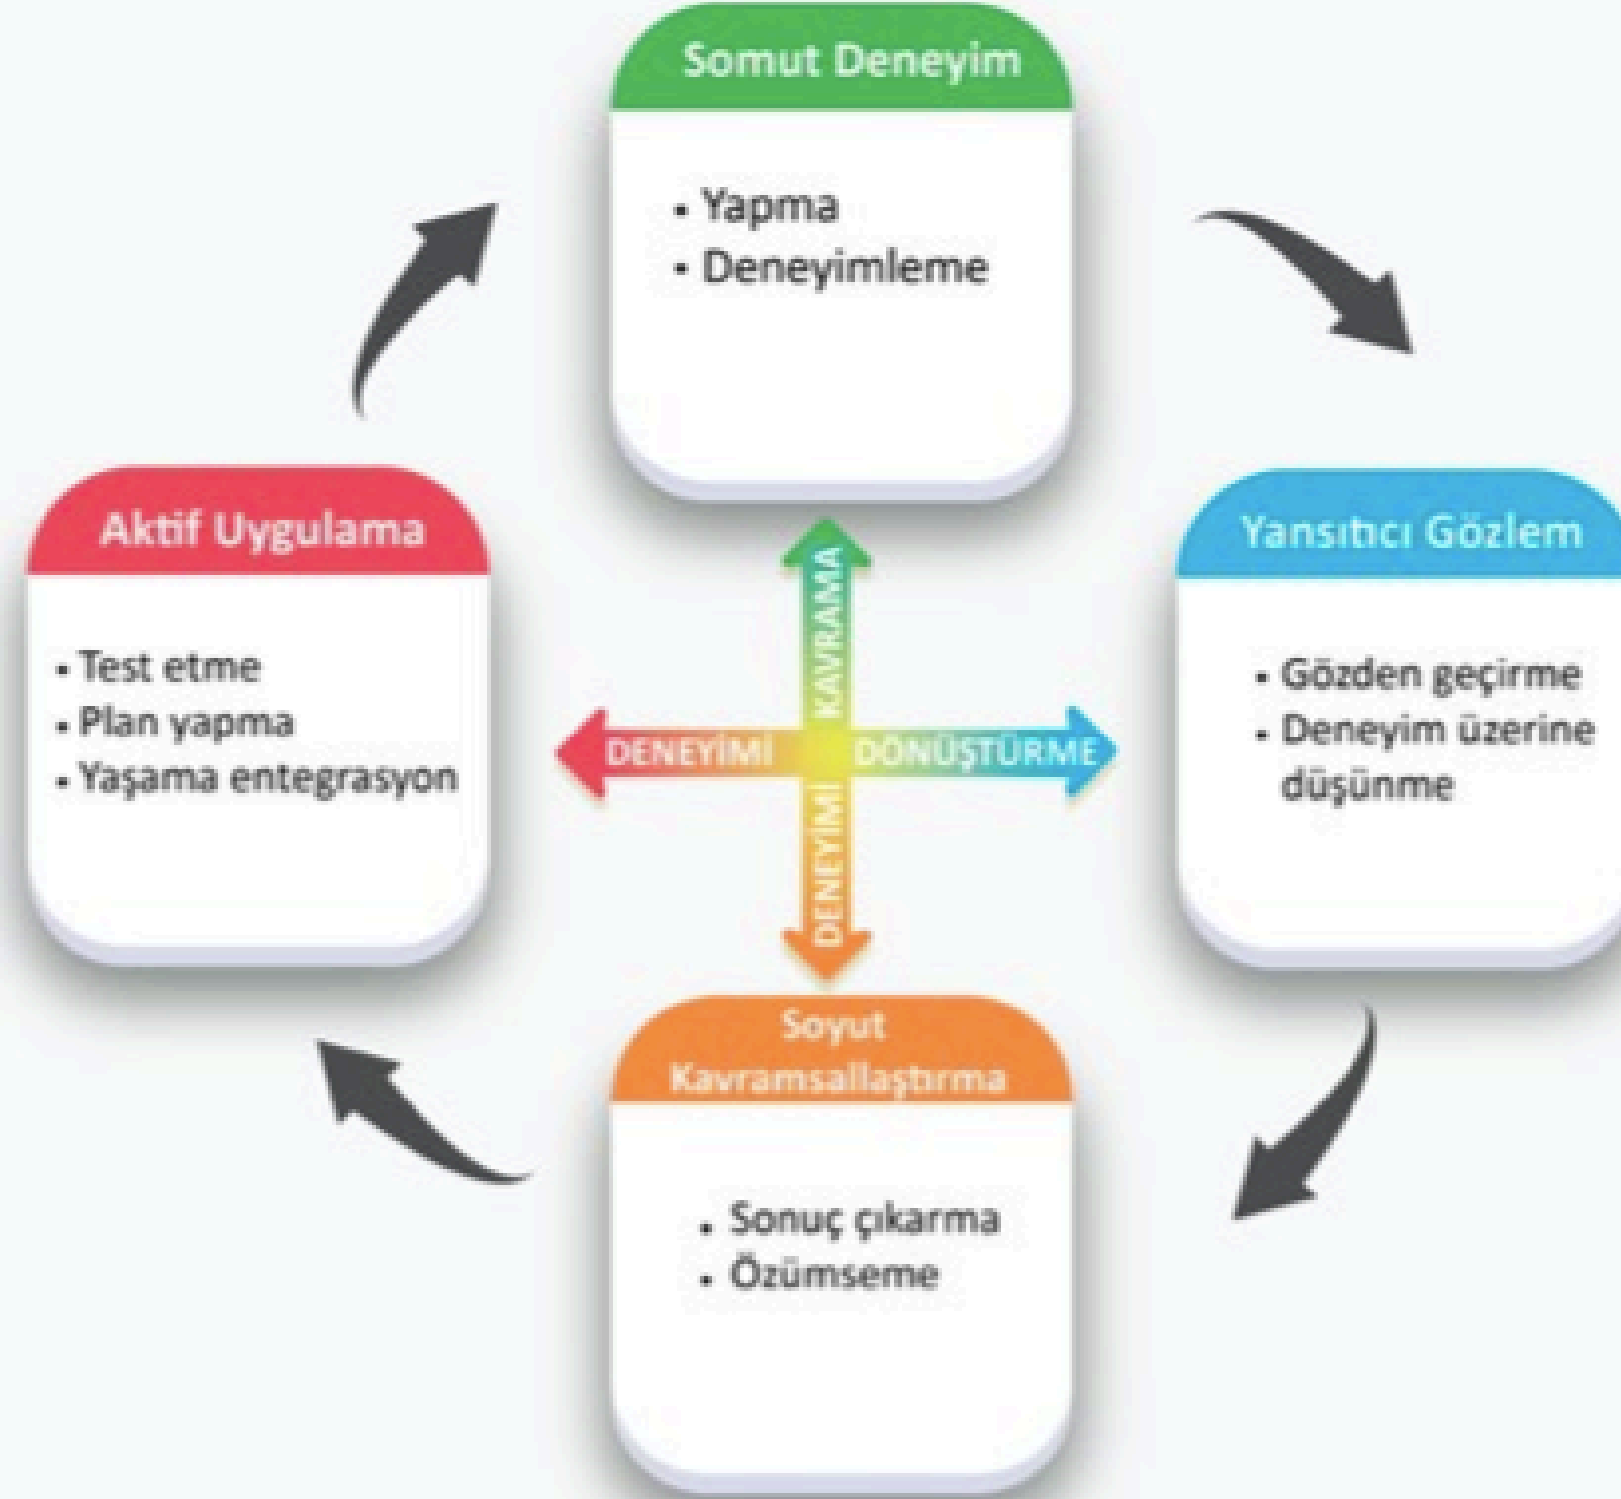 Somut Deneyim
• Yapma
• Deneyimleme
Aktif Uygulama
• Test etme
• Plan yapma
• Yaşama entegrasyon
DENEYİMİ DÖNÜŞTÜRME
DENEYİMİ KAVRAMA
Yansıtıcı Gözlem
• Gözden geçirme
• Deneyim üzerine
düşünme
Soyut
Kavramsallaştırma
• Sonuç çıkarma
• Özümseme